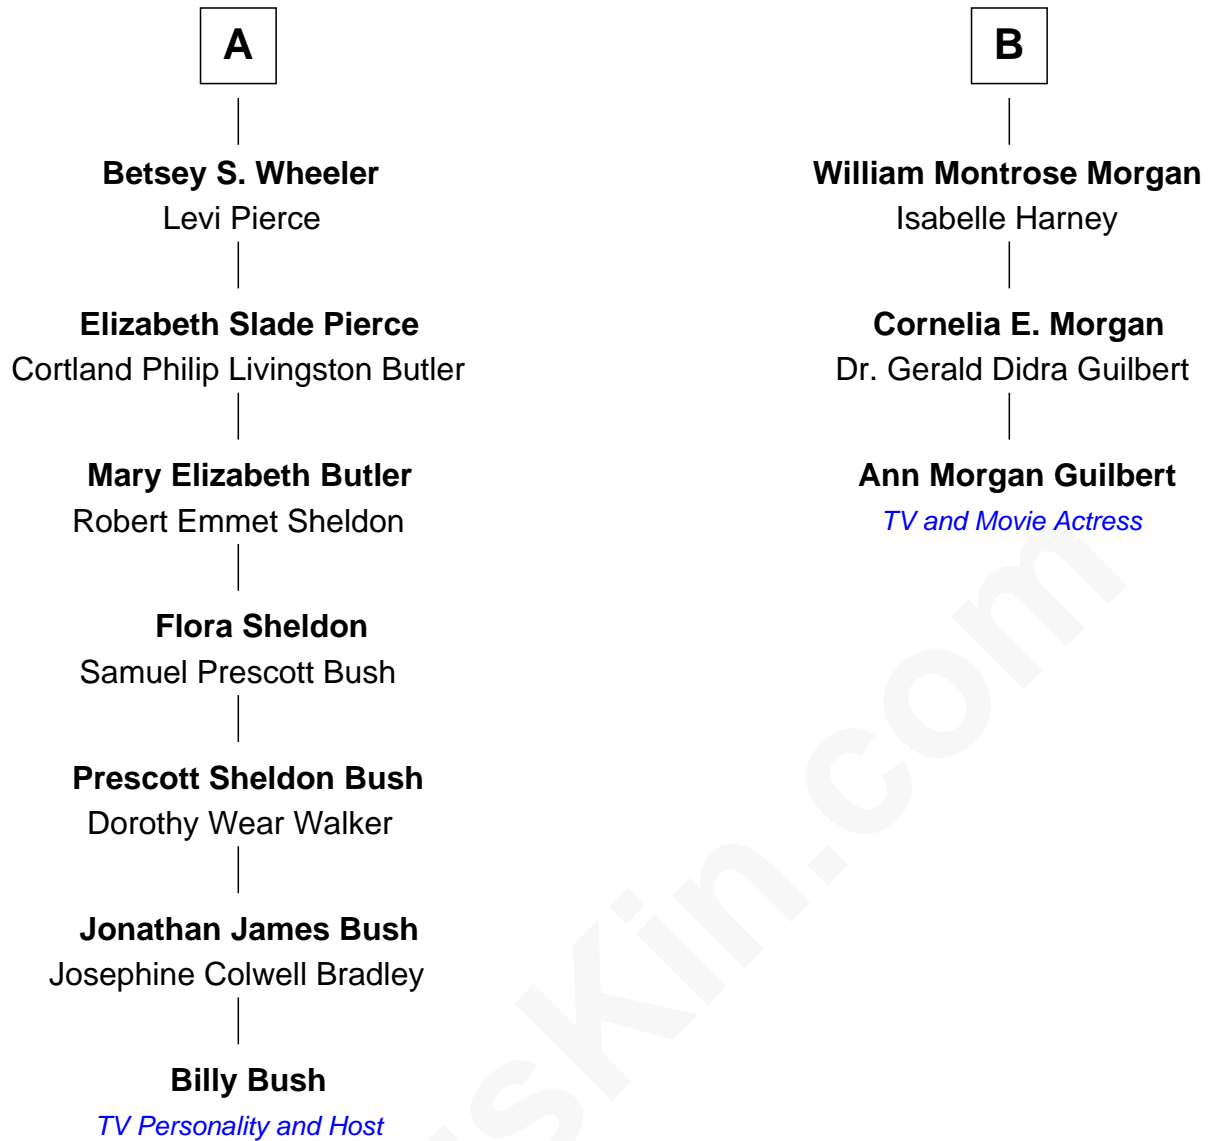 A
Betsey S. Wheeler
Levi Pierce
Elizabeth Slade Pierce
Cortland Philip Livingston Butler
Mary Elizabeth Butler
Robert Emmet Sheldon
Flora Sheldon
Samuel Prescott Bush
Prescott Sheldon Bush
Dorothy Wear Walker
Jonathan James Bush
Josephine Colwell Bradley
Billy Bush
TV Personality and Host
B
William Montrose Morgan
Isabelle Harney
Cornelia E. Morgan
Dr. Gerald Didra Guilbert
Ann Morgan Guilbert
TV and Movie Actress
usKin.com